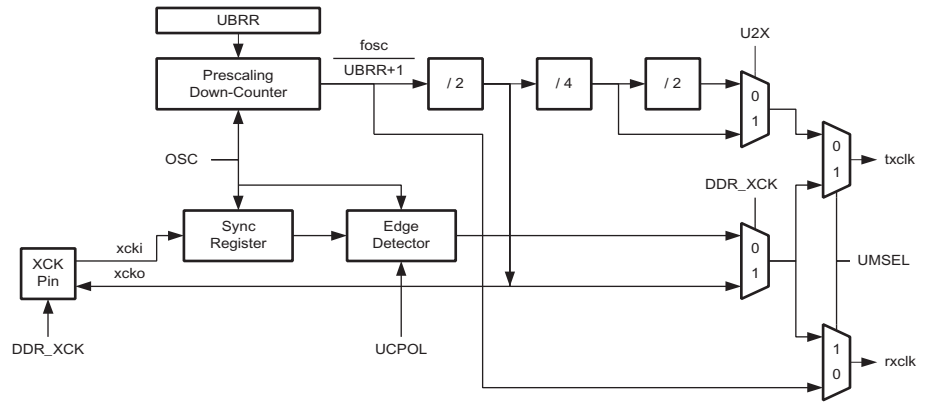 UBRR
U2X
fosc
UBRR+1
Prescaling
Down-Counter
/ 2
/ 4
/ 2
0
1
OSC
0
1
txclk
DDR_XCK
Sync
Register
Edge
Detector
xcki
0
1
UMSEL
XCK
Pin
xcko
DDR_XCK
UCPOL
1
0
rxclk